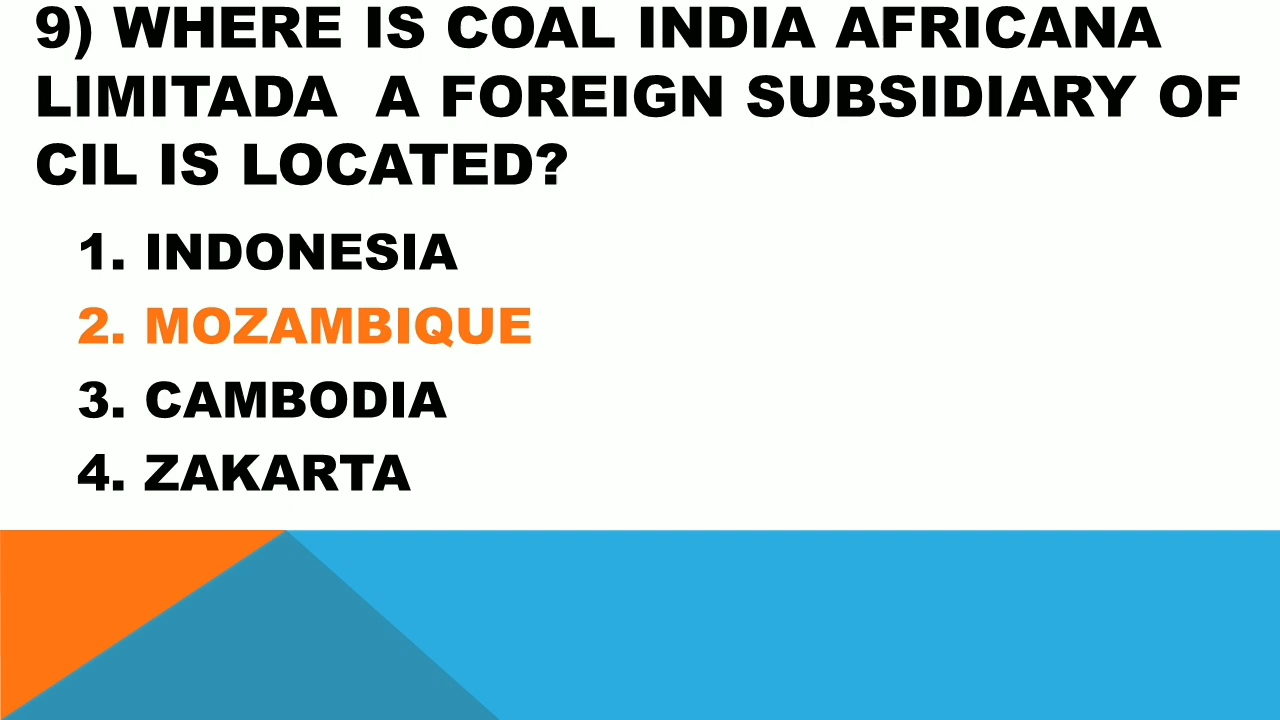 9) WHERE IS COAL INDIA AFRICANA
LIMITADA A FOREIGN SUBSIDIARY OF
CIL IS LOCATED?
1. INDONESIA
2. MOZAMBIQUE
3. CAMBODIA
4. ZAKARTA